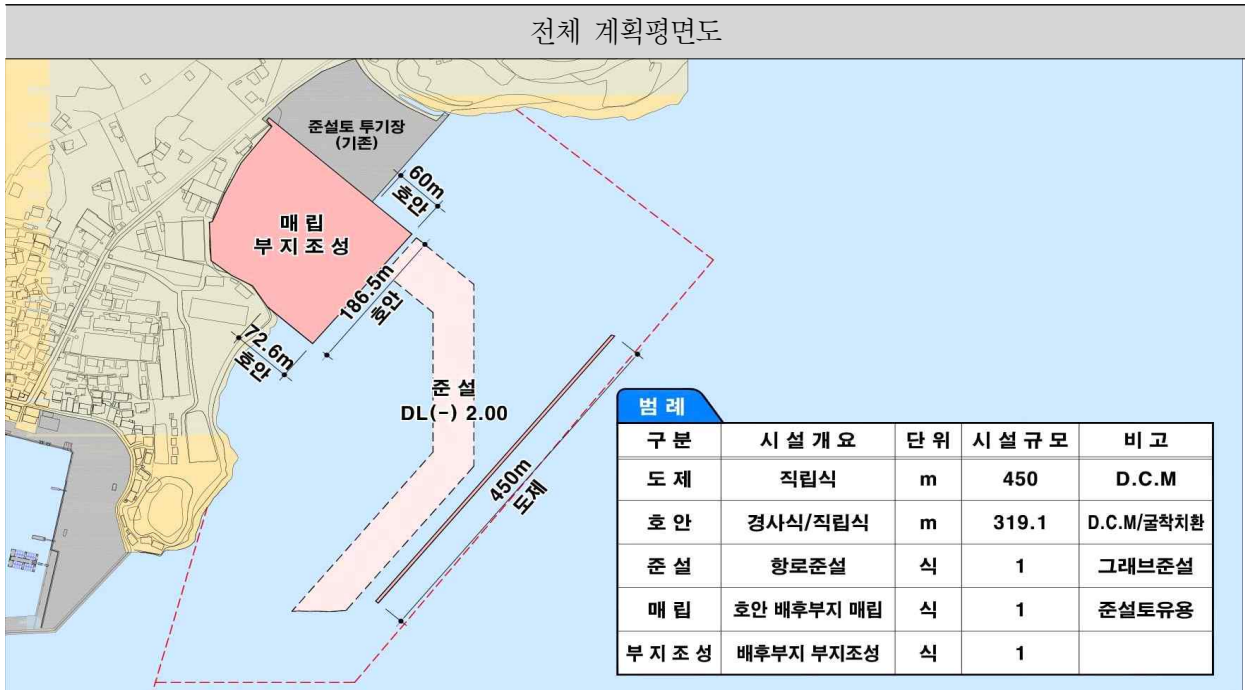 전체 계획평면도
준설토 투기장
(기존)
60m
호안
매 립
부 지 조 성
186.5m
호안
72.6m
호안
준 설
DL(-) 2.00
450m
도제
범 례
구 분 시 설 개 요 단 위 시 설 규 모 비 고
도 제 직립식 m 450 D.C.M
호 안 경사식/직립식 m 319.1 D.C.M/굴착치환
준 설 항로준설 식 1 그래브준설
매 립 호안 배후부지 매립 식 1 준설토유용
부 지 조 성 배후부지 부지조성 식 1